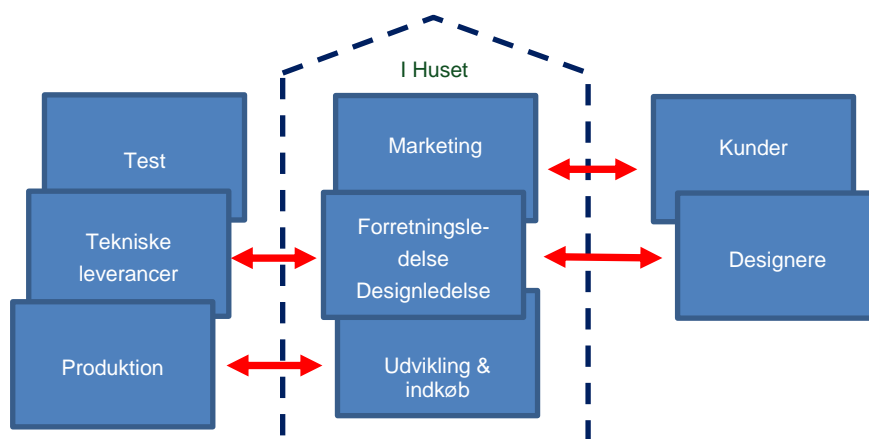 I Huset
Test
Tekniske
leverancer
Produktion
Marketing
Forretningsle-
delse
Designledelse
Udvikling &
indkøb
Kunder
Designere